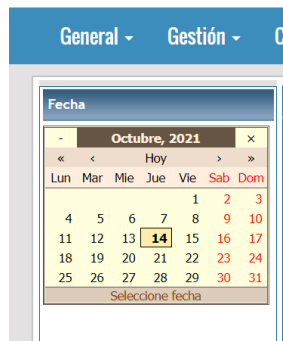 General Gestión C
Fecha
- Octubre, 2021 ×
« ‹ Hoy › »
Lun Mar Mie Jue Vie Sab Dom
1 2 3
4 5 6 7 8 9 10
11 12 13 14 15 16 17
18 19 20 21 22 23 24
25 26 27 28 29 30 31
Seleccione fecha